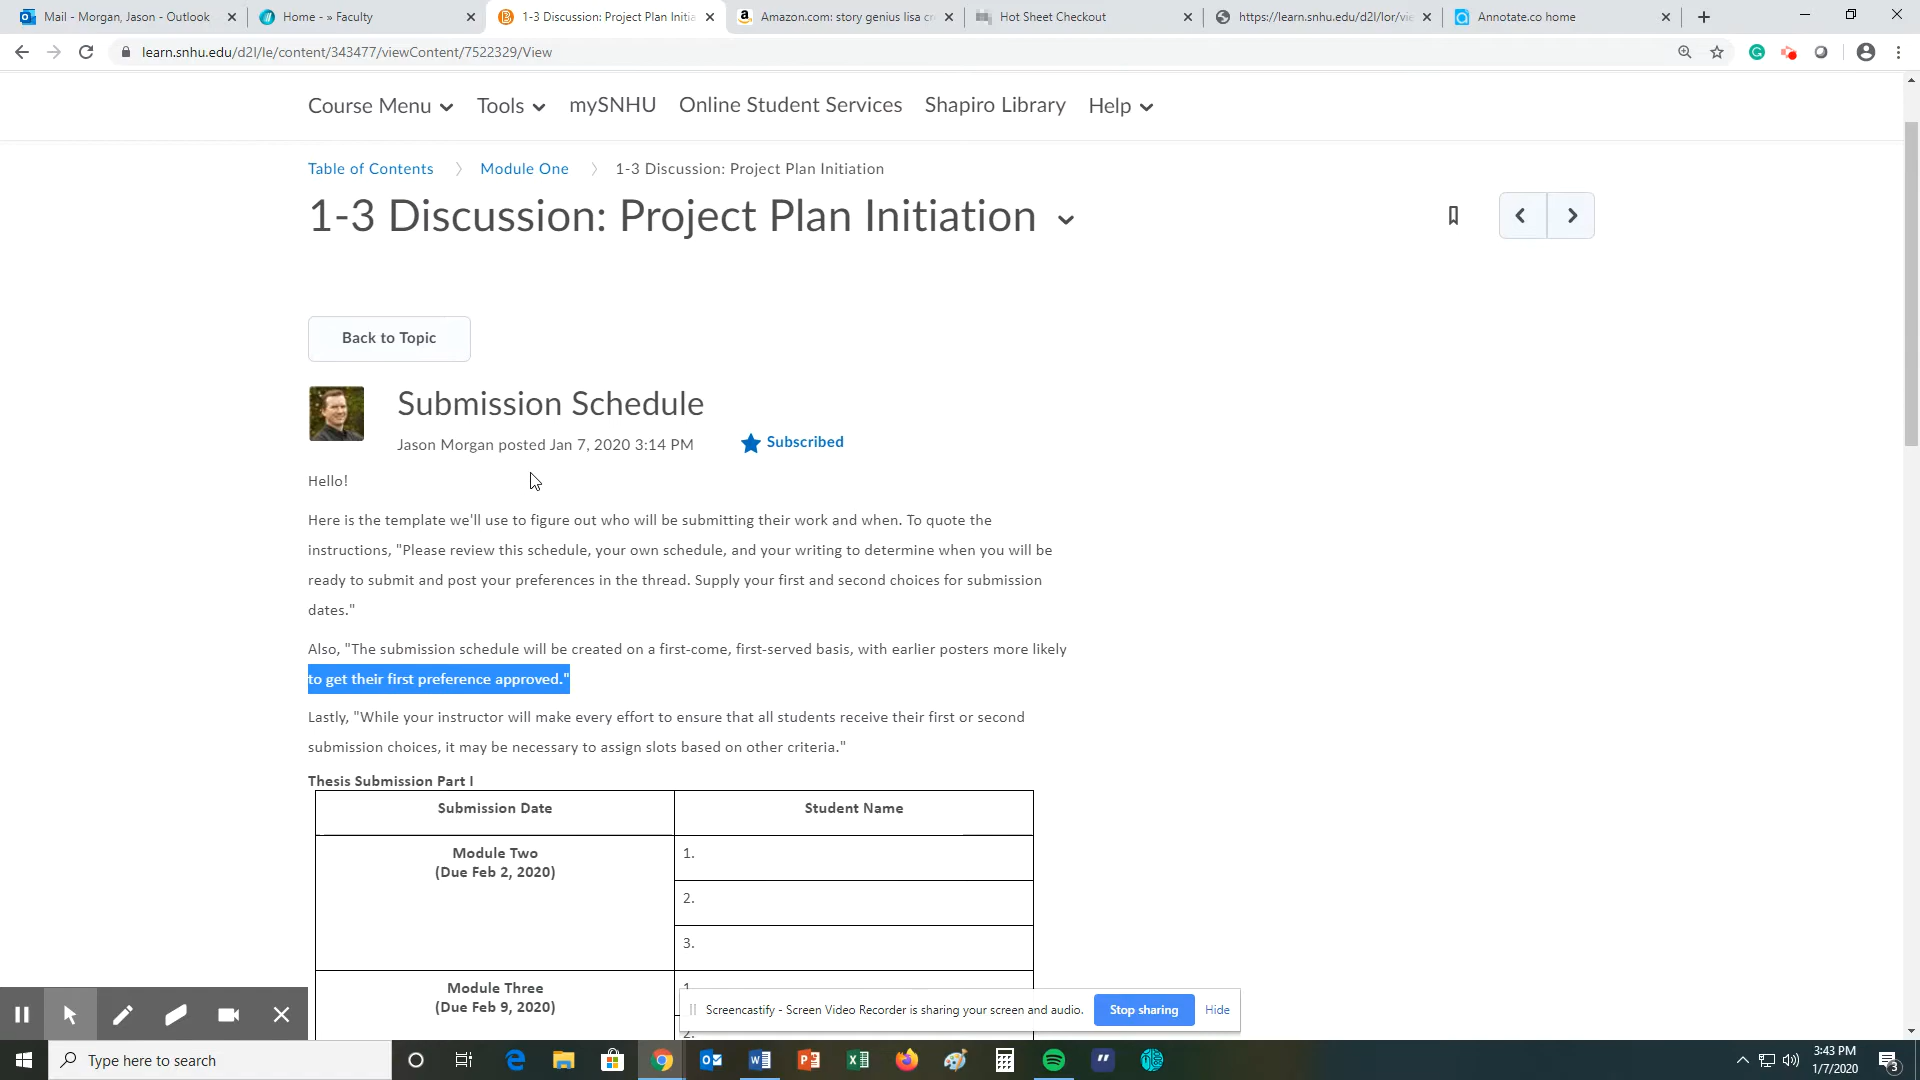 Mail - Morgan, Jason - Outlook
Home - » Faculty
1-3 Discussion: Project Plan Initia
Amazon.com: story genius lisa cr
Hot Sheet Checkout
https://learn.snhu.edu/d2l/lor/vie
Annotate.co home
learn.snhu.edu/d2l/le/content/343477/viewContent/7522329/View
Course Menu
Tools
mySNHU
Online Student Services
Shapiro Library
Help
Table of Contents
Module One
1-3 Discussion: Project Plan Initiation
1-3 Discussion: Project Plan Initiation
Back to Topic
Submission Schedule
Jason Morgan posted Jan 7, 2020 3:14 PM
Subscribed
Hello!
Here is the template we'll use to figure out who will be submitting their work and when. To quote the
instructions, "Please review this schedule, your own schedule, and your writing to determine when you will be
ready to submit and post your preferences in the thread. Supply your first and second choices for submission
dates."
Also, "The submission schedule will be created on a first-come, first-served basis, with earlier posters more likely
to get their first preference approved."
Lastly, "While your instructor will make every effort to ensure that all students receive their first or second
submission choices, it may be necessary to assign slots based on other criteria."
Thesis Submission Part I
Submission Date
Student Name
Module Two
(Due Feb 2, 2020)
1.
2.
3.
Module Three
(Due Feb 9, 2020)
1.
2.
Screencastify - Screen Video Recorder is sharing your screen and audio.
Stop sharing
Hide
Type here to search
3:43 PM
1/7/2020
3